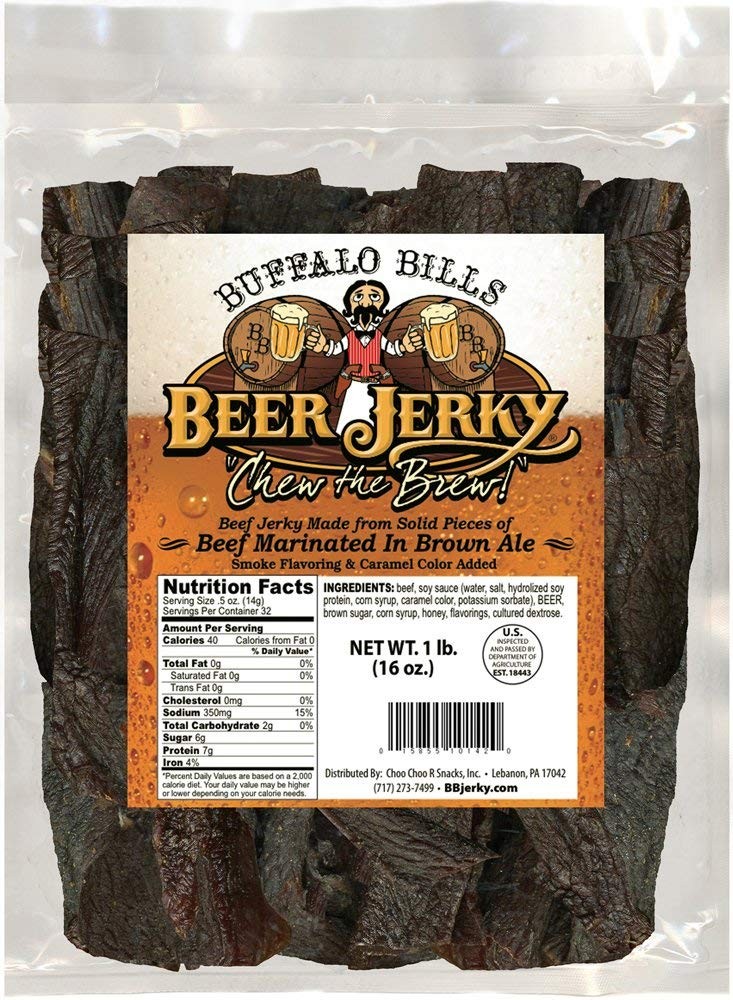 BUFFALO BILLS
BB BB
BEER JERKY®
"Chew the Brew!"
Beef Jerky Made from Solid Pieces of
Beef Marinated In Brown Ale
Smoke Flavoring & Caramel Color Added
Nutrition Facts
Serving Size .5 oz. (14g)
Servings Per Container 32
Amount Per Serving
Calories 40 Calories from Fat 0
% Daily Value*
Total Fat 0g 0%
Saturated Fat 0g 0%
Trans Fat 0g
Cholesterol 0mg 0%
Sodium 350mg 15%
Total Carbohydrate 2g 0%
Sugar 6g
Protein 7g
Iron 4%
*Percent Daily Values are based on a 2,000
calorie diet. Your daily value may be higher
or lower depending on your calorie needs.
INGREDIENTS: beef, soy sauce (water, salt, hydrolized soy
protein, corn syrup, caramel color, potassium sorbate), BEER,
brown sugar, corn syrup, honey, flavorings, cultured dextrose.
NET WT. 1 lb.
(16 oz.)
U.S.
INSPECTED
AND PASSED BY
DEPARTMENT OF
AGRICULTURE
EST. 18443
0 15855 10142 0
Distributed By: Choo Choo R Snacks, Inc. • Lebanon, PA 17042
(717) 273-7499 • BBjerky.com